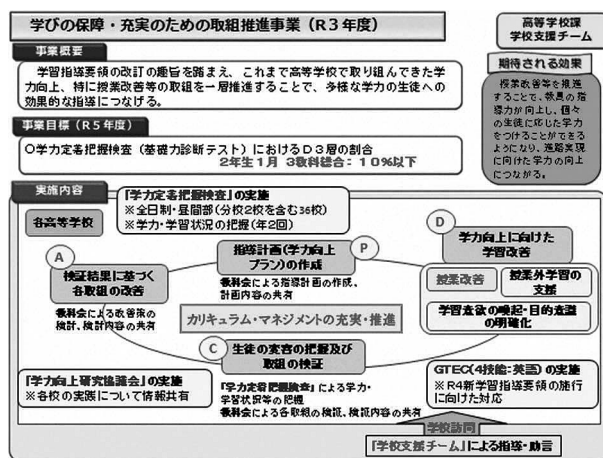 学びの保障・充実のための取組推進事業（R３年度）
高等学校課
学校支援チーム
事業概要
学習指導要領の改訂の趣旨を踏まえ、これまで高等学校で取り組んできた学
力向上、特に授業改善等の取組を一層推進することで、多様な学力の生徒への
効果的な指導につなげる。
期待される効果
授業改善等を推進
することで、教員の指
導力が向上し、個々
の生徒に応じた学力
をつけることができる
ようになり、進路実現
に向けた学力の向上
につながる。
事業目標（R５年度）
○学力定着把握検査（基礎力診断テスト）におけるD３層の割合
2年生１月 ３教科総合：１０％以下
実施内容
各高等学校
『学力定着把握検査』の実施
※全日制・昼間部（分校2校を含む36校）
※学力・学習状況の把握（年2回）
P
指導計画(学力向上
プラン)の作成
教科会による指導計画の作成、
計画内容の共有
D
学力向上に向けた
学習改善
授業改善
授業外学習の
支援
学習意欲の喚起・目的意識
の明確化
A
検証結果に基づく
各取組の改善
教科会による改善策の
検討、検討内容の共有
カリキュラム・マネジメントの充実・推進
C
生徒の変容の把握及び
取組の検証
『学力定着把握検査』による学力・
学習状況等の把握
教科会による各取組の検証、検証内容の共有
『学力向上研究協議会』の実施
※各校の実践について情報共有
GTEC(4技能：英語)の実施
※R４新学習指導要領の施行
に向けた対応
学校訪問
『学校支援チーム』による指導・助言